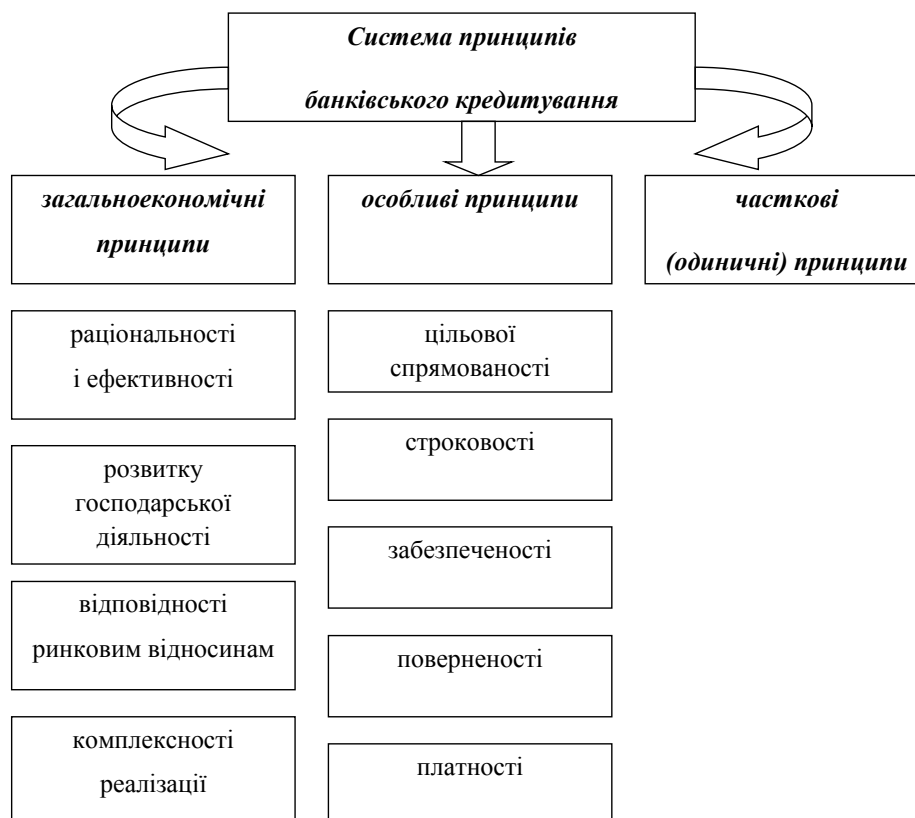 Система принципів
банківського кредитування
загальноекономічні
принципи
особливі принципи
часткові
(одиничні) принципи
раціональності
і ефективності
розвитку
господарської
діяльності
відповідності
ринковим відносинам
комплексності
реалізації
цільової
спрямованості
строковості
забезпеченості
поверненості
платності